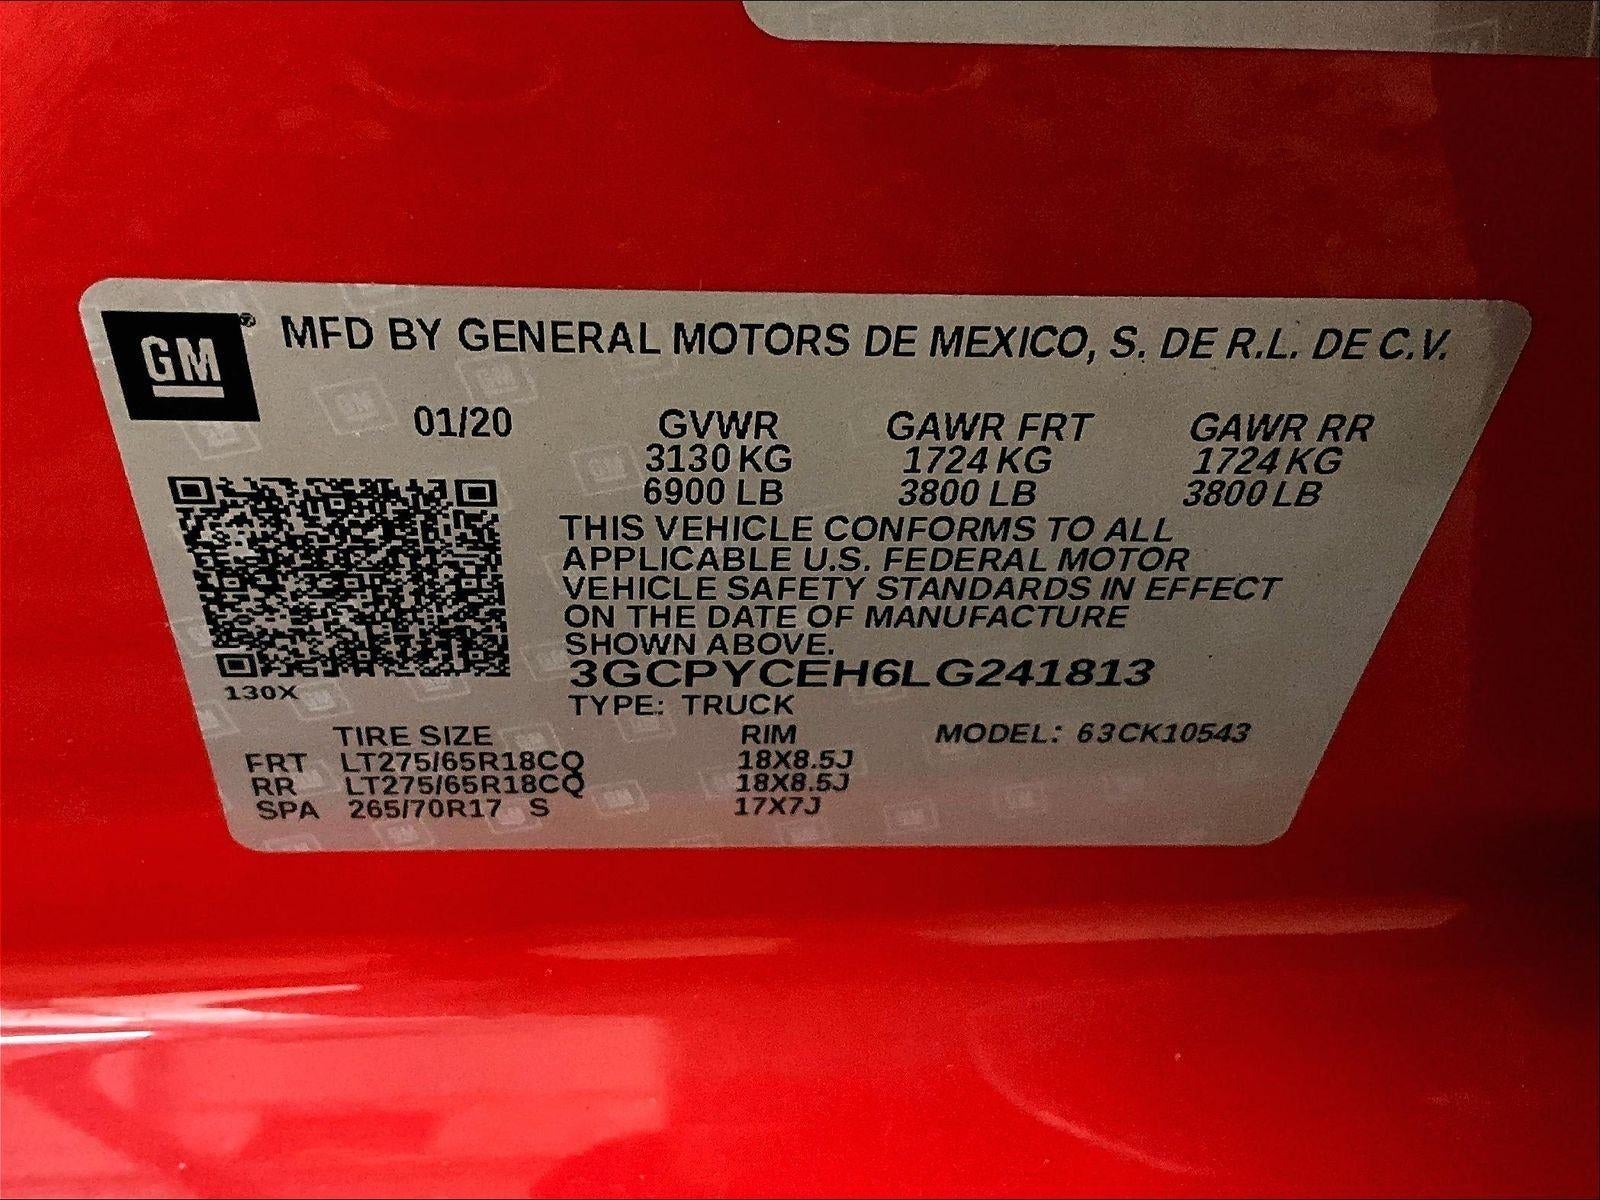 GM
MFD BY GENERAL MOTORS DE MEXICO, S. DE R.L. DE C.V.
01/20 GVWR GAWR FRT GAWR RR
3130 KG 1724 KG 1724 KG
6900 LB 3800 LB 3800 LB
THIS VEHICLE CONFORMS TO ALL
APPLICABLE U.S. FEDERAL MOTOR
VEHICLE SAFETY STANDARDS IN EFFECT
ON THE DATE OF MANUFACTURE
SHOWN ABOVE.
3GCPYCEH6LG241813
130X
TYPE: TRUCK
TIRE SIZE RIM MODEL: 63CK10543
FRT LT275/65R18CQ 18X8.5J
RR LT275/65R18CQ 18X8.5J
SPA 265/70R17 S 17X7J